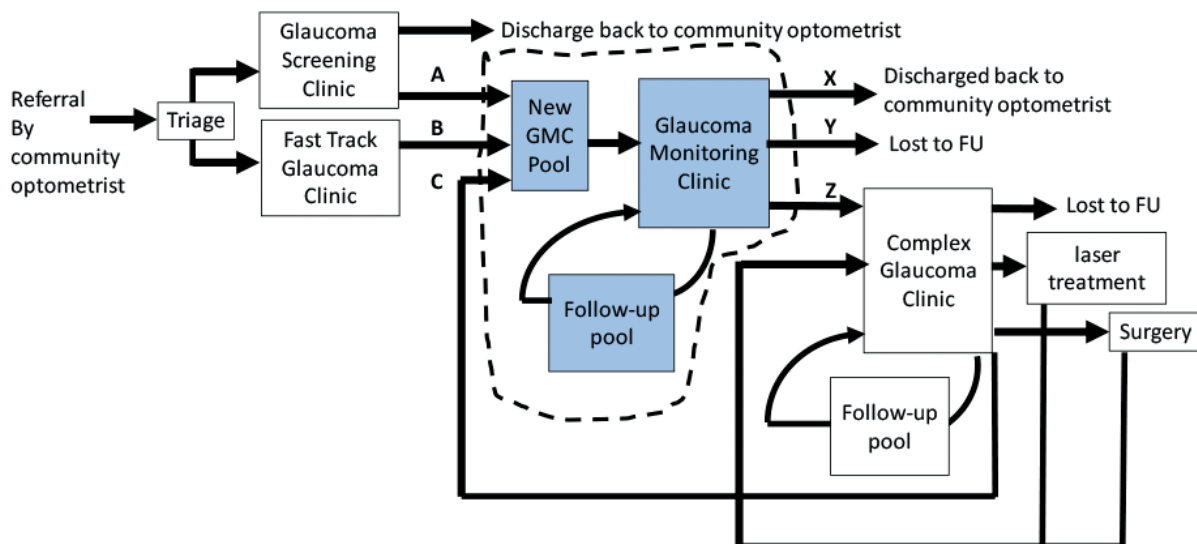 Referral
By
community
optometrist
Triage
Glaucoma
Screening
Clinic
Fast Track
Glaucoma
Clinic
Discharge back to community optometrist
A
B
C
New
GMC
Pool
Glaucoma
Monitoring
Clinic
Follow-up
pool
X
Discharged back to
community optometrist
Y
Lost to FU
Z
Complex
Glaucoma
Clinic
Lost to FU
laser
treatment
Surgery
Follow-up
pool